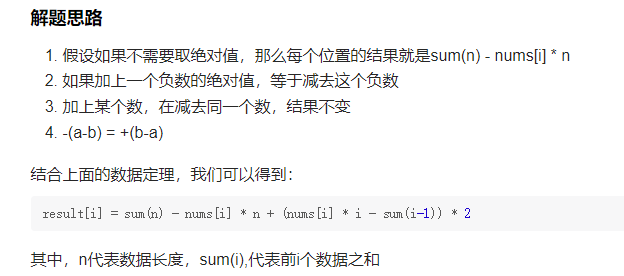 解题思路
1. 假设如果不需要取绝对值，那么每个位置的结果就是sum(n) - nums[i] * n
2. 如果加上一个负数的绝对值，等于减去这个负数
3. 加上某个数，在减去同一个数，结果不变
4. -(a-b) = +(b-a)
结合上面的数据定理，我们可以得到：
result[i] = sum(n) - nums[i] * n + (nums[i] * i - sum(i-1)) * 2
其中，n代表数据长度，sum(i),代表前i个数据之和